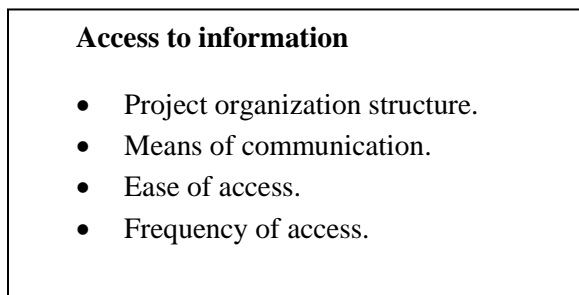 Access to information
• Project organization structure.
• Means of communication.
• Ease of access.
• Frequency of access.